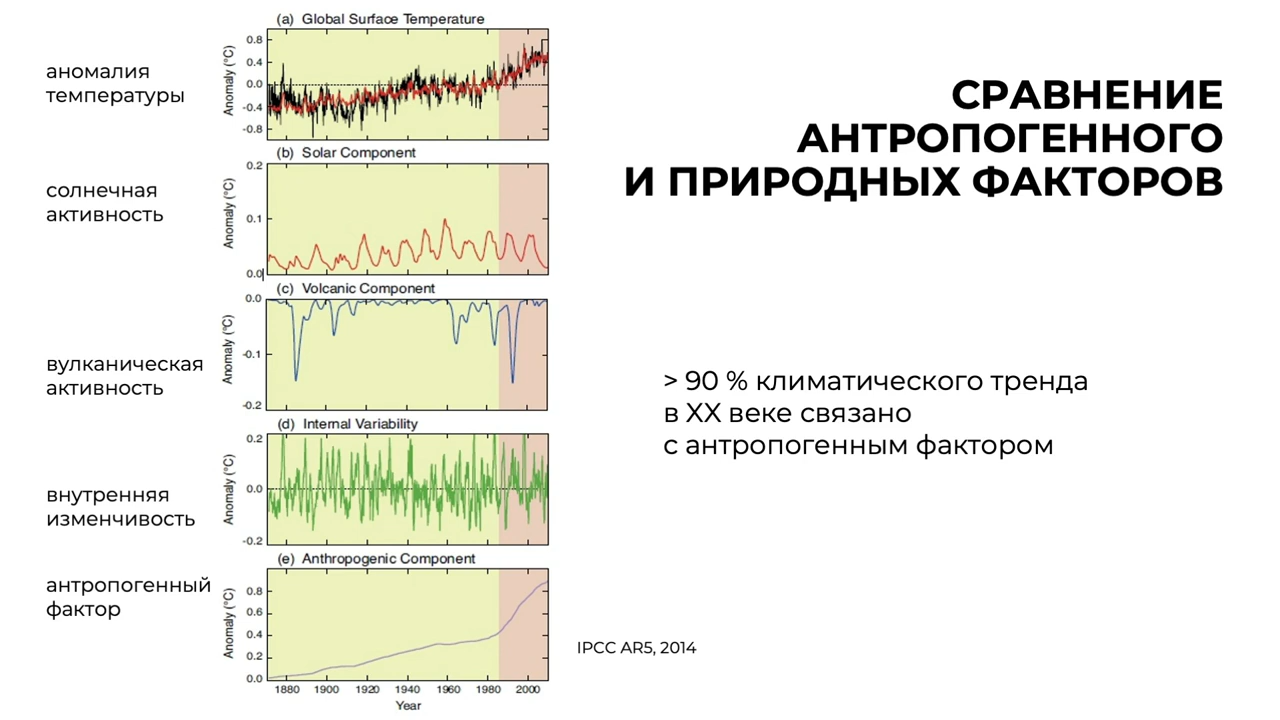 СРАВНЕНИЕ
АНТРОПОГЕННОГО
И ПРИРОДНЫХ ФАКТОРОВ
аномалия
температуры
(a) Global Surface Temperature
Anomaly (°C)
0.8
0.4
0.0
-0.4
-0.8
солнечная
активность
(b) Solar Component
Anomaly (°C)
0.2
0.1
0.0
вулканическая
активность
(c) Volcanic Component
Anomaly (°C)
0.0
-0.1
-0.2
внутренняя
изменчивость
(d) Internal Variability
Anomaly (°C)
0.2
0.0
-0.2
антропогенный
фактор
(e) Anthropogenic Component
Anomaly (°C)
0.8
0.6
0.4
0.2
0.0
1880 1900 1920 1940 1960 1980 2000
Year
> 90 % климатического тренда
в XX веке связано
с антропогенным фактором
IPCC AR5, 2014